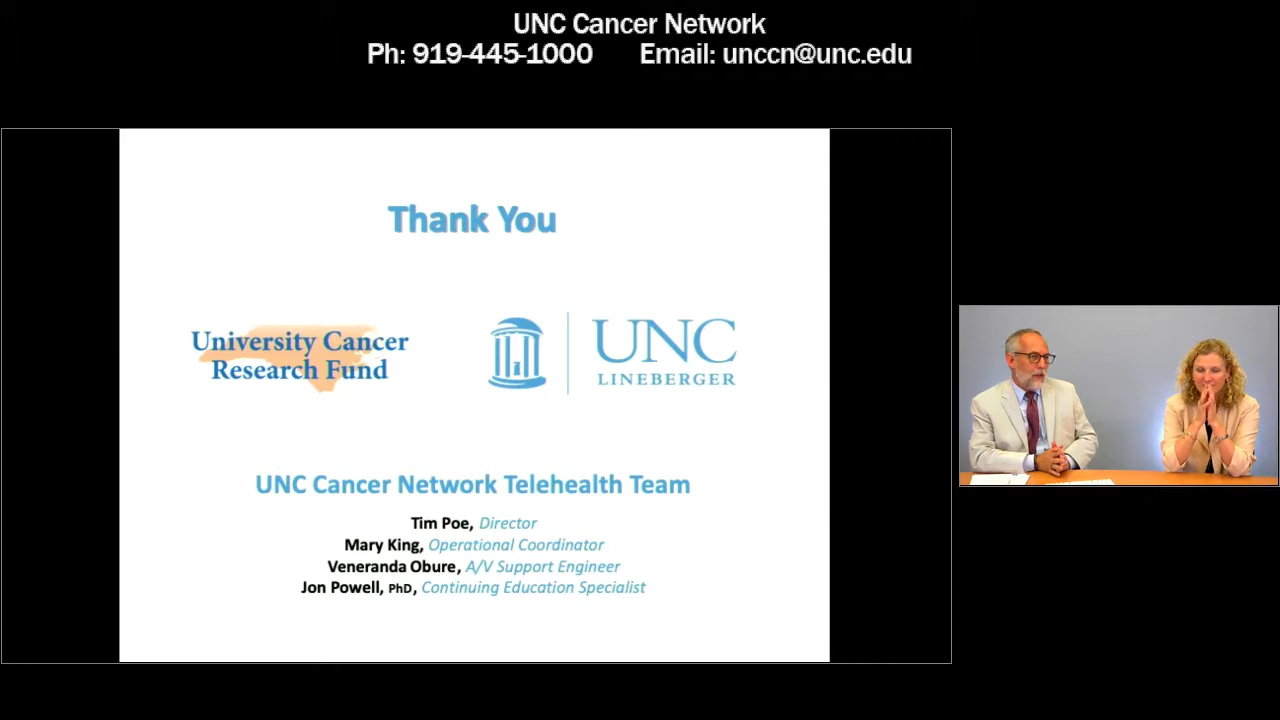 UNC Cancer Network
Ph: 919-445-1000 Email: unccn@unc.edu
Thank You
University Cancer
Research Fund
UNC
LINEBERGER
UNC Cancer Network Telehealth Team
Tim Poe, Director
Mary King, Operational Coordinator
Veneranda Obure, A/V Support Engineer
Jon Powell, PhD, Continuing Education Specialist